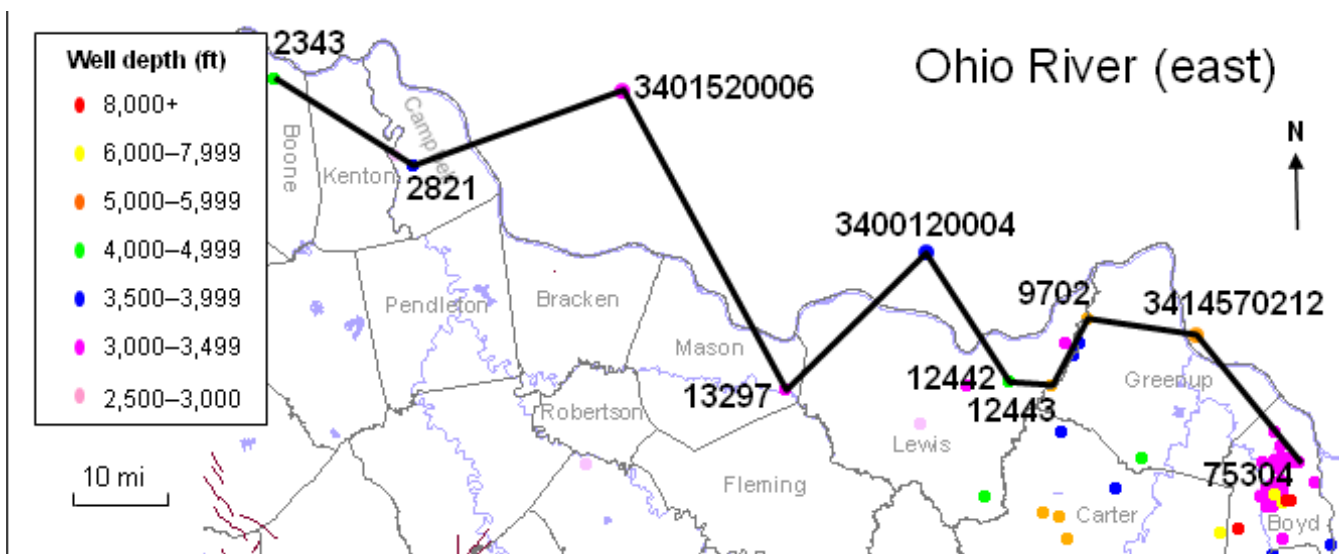 2343
Well depth (ft)
8,000+
6,000–7,999
5,000–5,999
4,000–4,999
3,500–3,999
3,000–3,499
2,500–3,000
10 mi
Ohio River (east)
N
Boone
Kenton
Campbell
2821
3401520006
3400120004
9702
3414570212
Pendleton
Bracken
Mason
13297
12442
12443
Greenup
Robertson
Lewis
Fleming
75304
Carter
Boyd